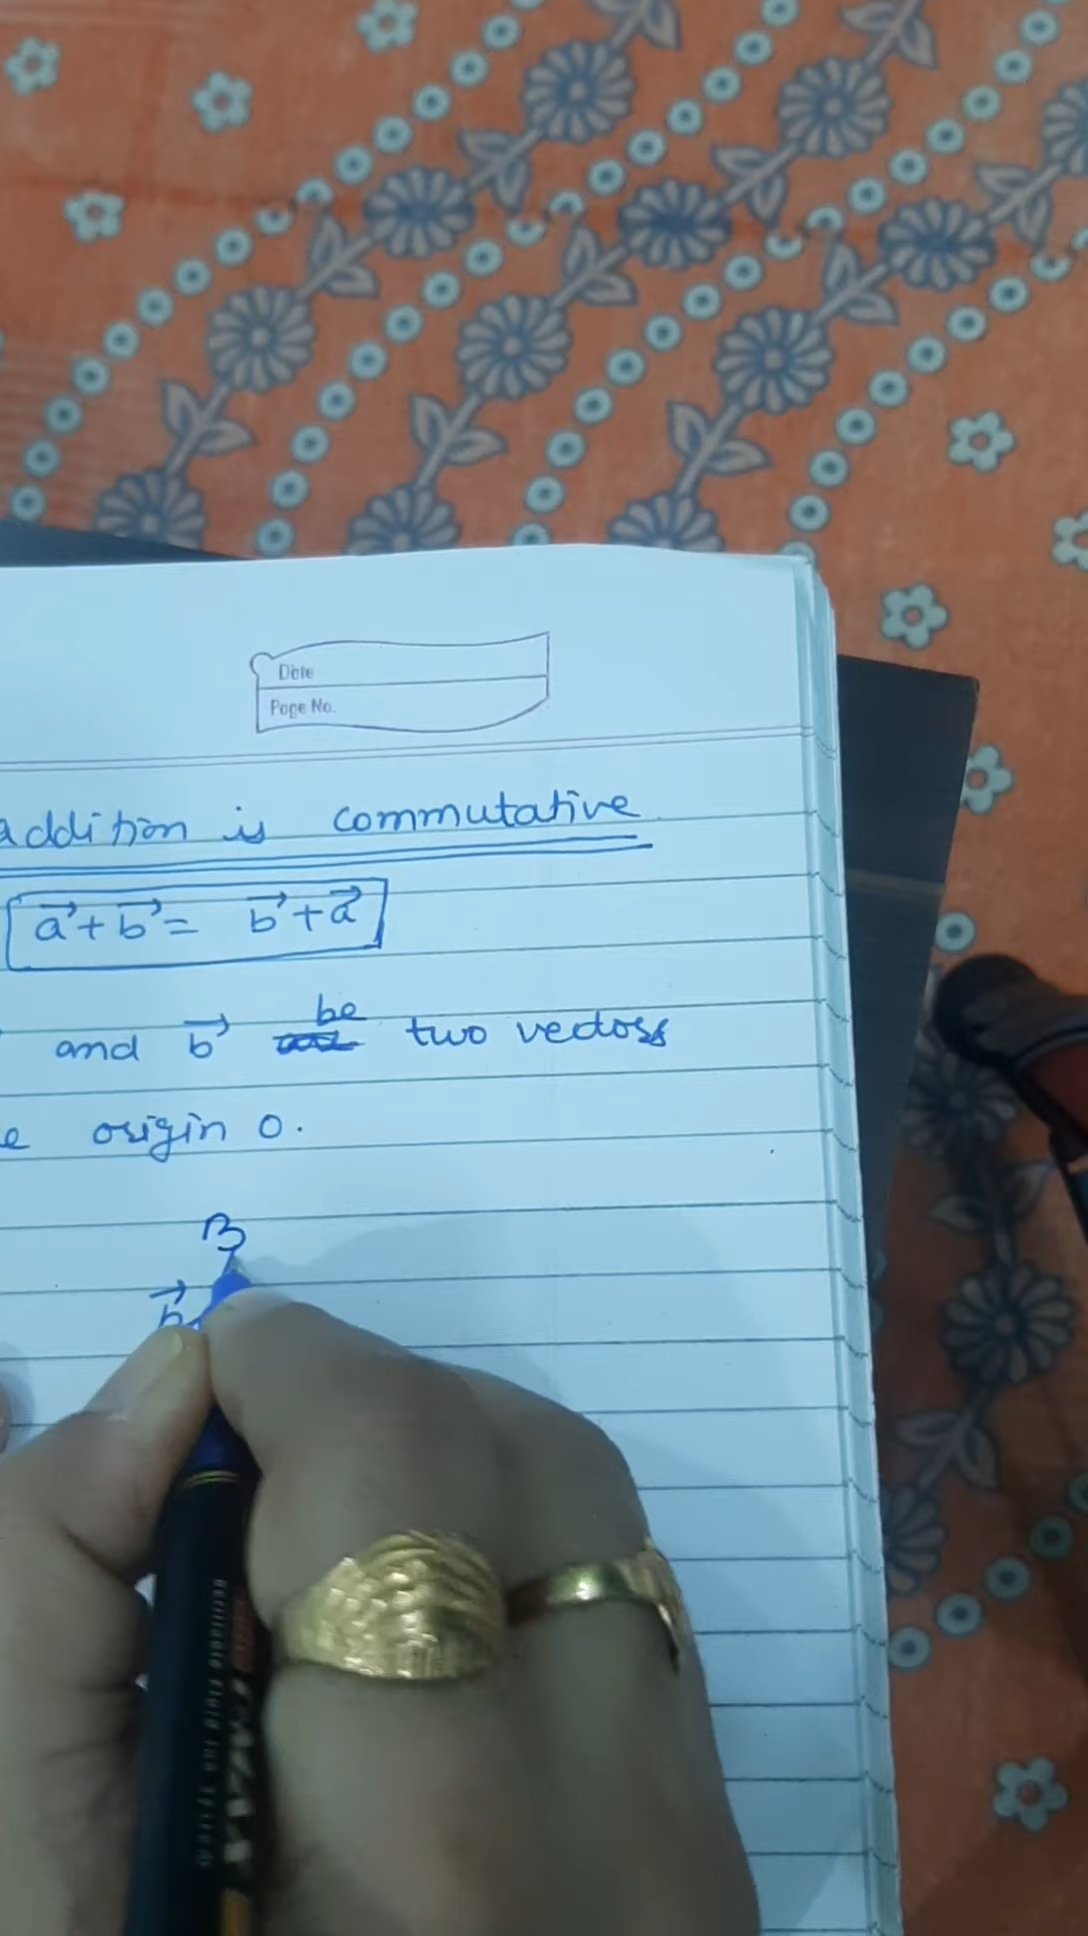 Date
Page No.
addition is commutative
a⃗ + b⃗ = b⃗ + a⃗
and b⃗ be two vectors
e origin O.
B
b⃗